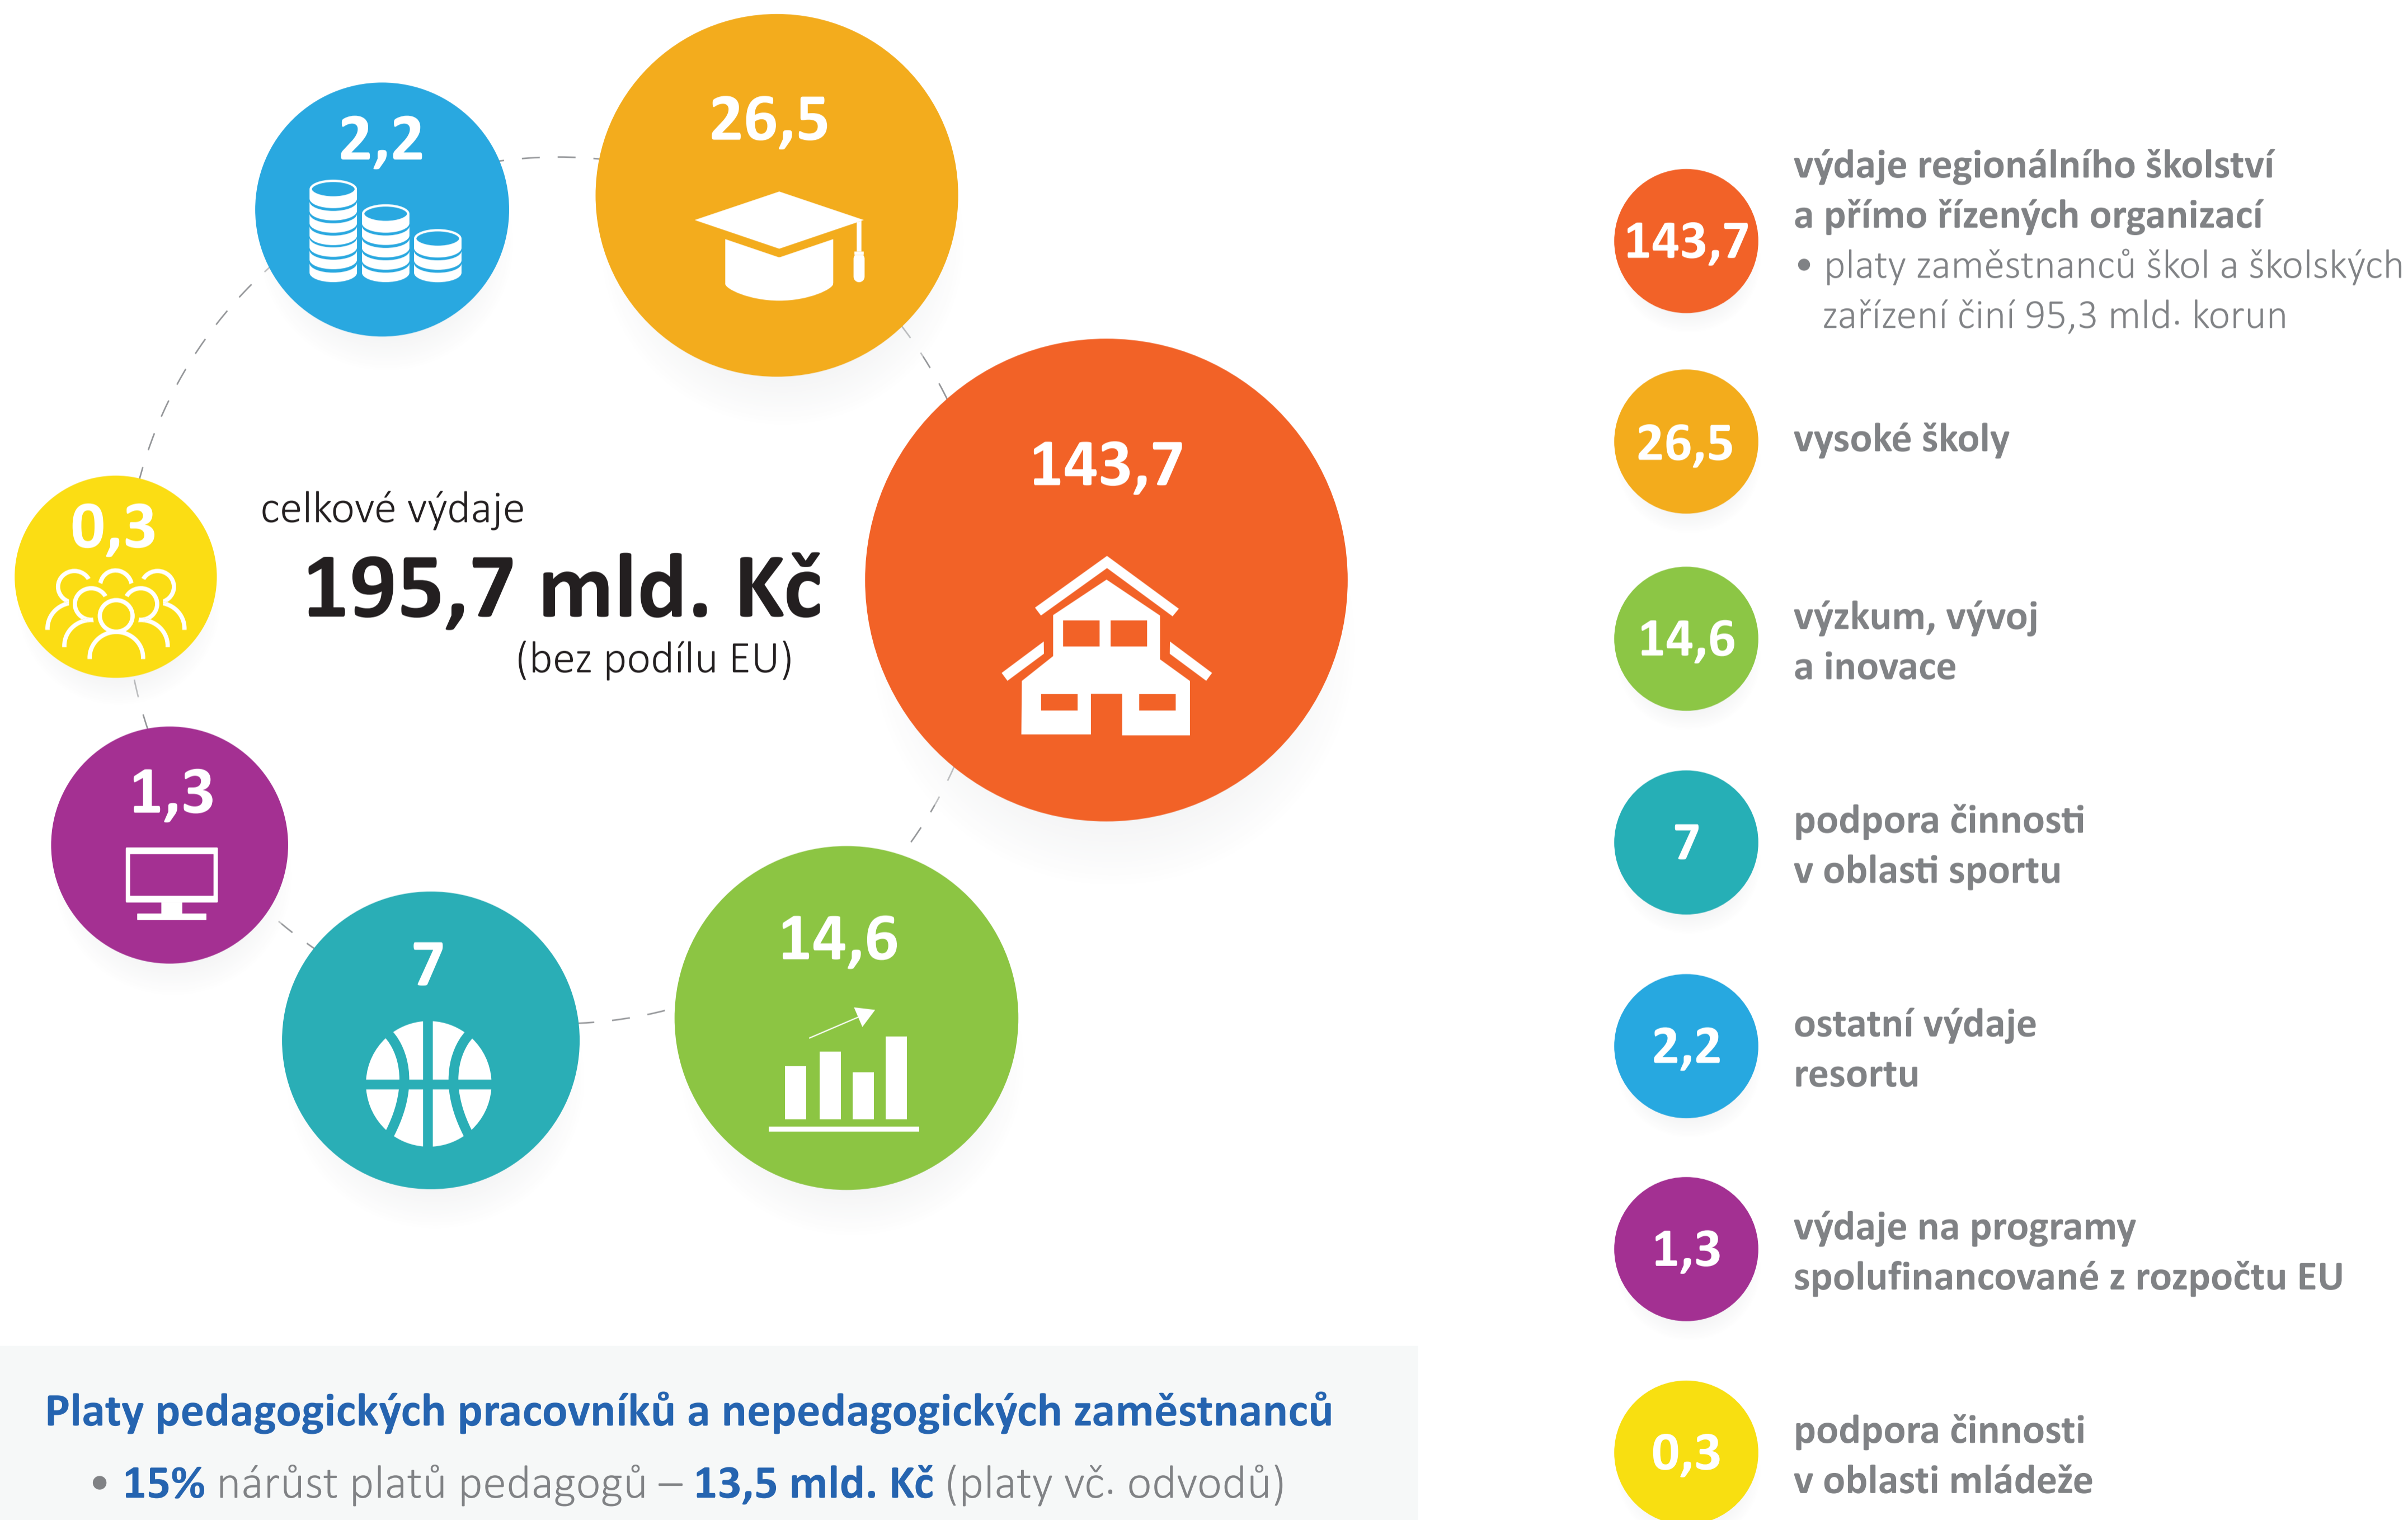 2,2
26,5
143,7
0,3
celkové výdaje
195,7 mld. Kč
(bez podílu EU)
1,3
7
14,6
143,7
výdaje regionálního školství
a přímo řízených organizací
• platy zaměstnanců škol a školských
zařízení činí 95,3 mld. korun
26,5
vysoké školy
14,6
výzkum, vývoj
a inovace
7
podpora činnosti
v oblasti sportu
2,2
ostatní výdaje
resortu
1,3
výdaje na programy
spolufinancované z rozpočtu EU
0,3
podpora činnosti
v oblasti mládeže
Platy pedagogických pracovníků a nepedagogických zaměstnanců
• 15% nárůst platů pedagogů – 13,5 mld. Kč (platy vč. odvodů)